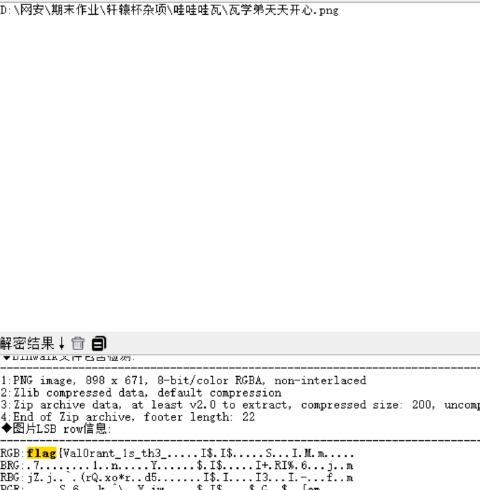 D:\网安\期末作业\轩辕杯杂项\哇哇哇瓦\瓦学弟天天开心.png
解密结果↓
◆binwalk文件包含检测:
1:PNG image, 898 x 671, 8-bit/color RGBA, non-interlaced
2:Zlib compressed data, default compression
3:Zip archive data, at least v2.0 to extract, compressed size: 200, uncomp
4:End of Zip archive, footer length: 22
◆图片LSB row信息:
RGB:flag{Val0rant_1s_th3_.....I$.I$.....S...I.M.m.....
BRG:.7........1..n.....Y......$.I$.....I+.RI%.6...j..m
RBG:jZ.j..`.(rQ.xo*r..d5.......I$.I....I3...I.-...f..m